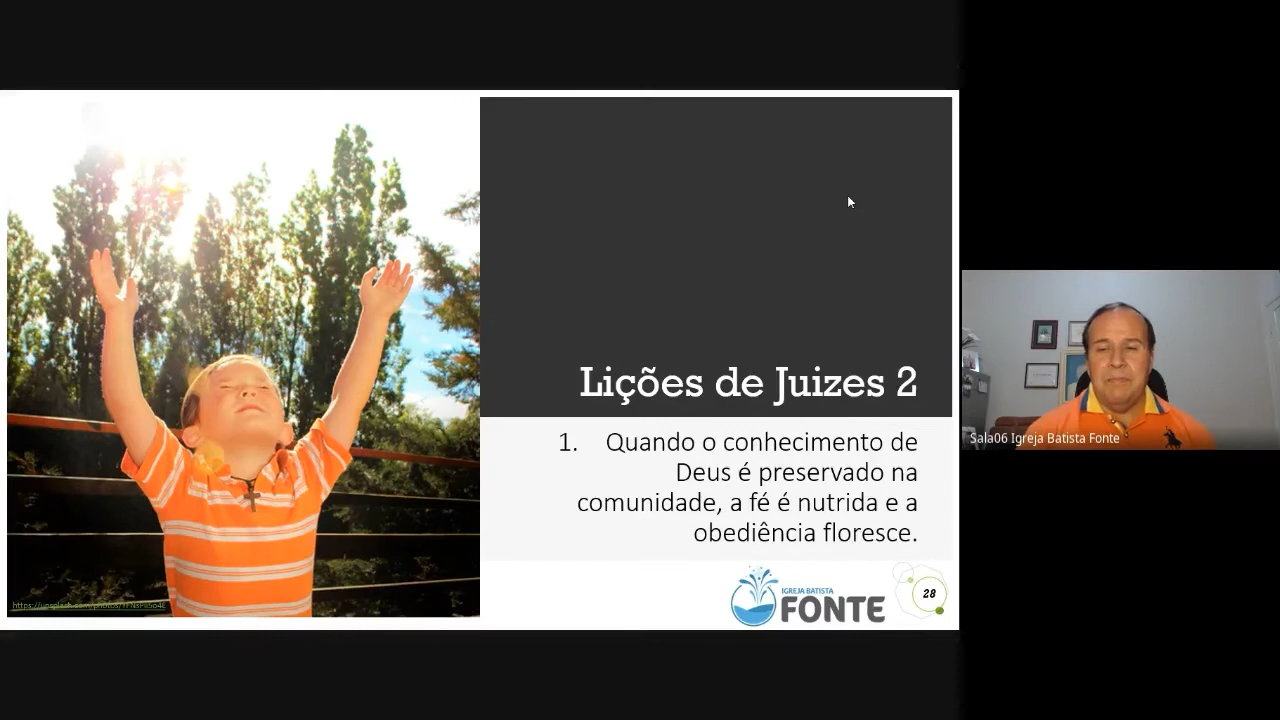 Lições de Juizes 2
1. Quando o conhecimento de
Deus é preservado na
comunidade, a fé é nutrida e a
obediência floresce.
IGREJA BATISTA
FONTE
28
Sala06 Igreja Batista Fonte